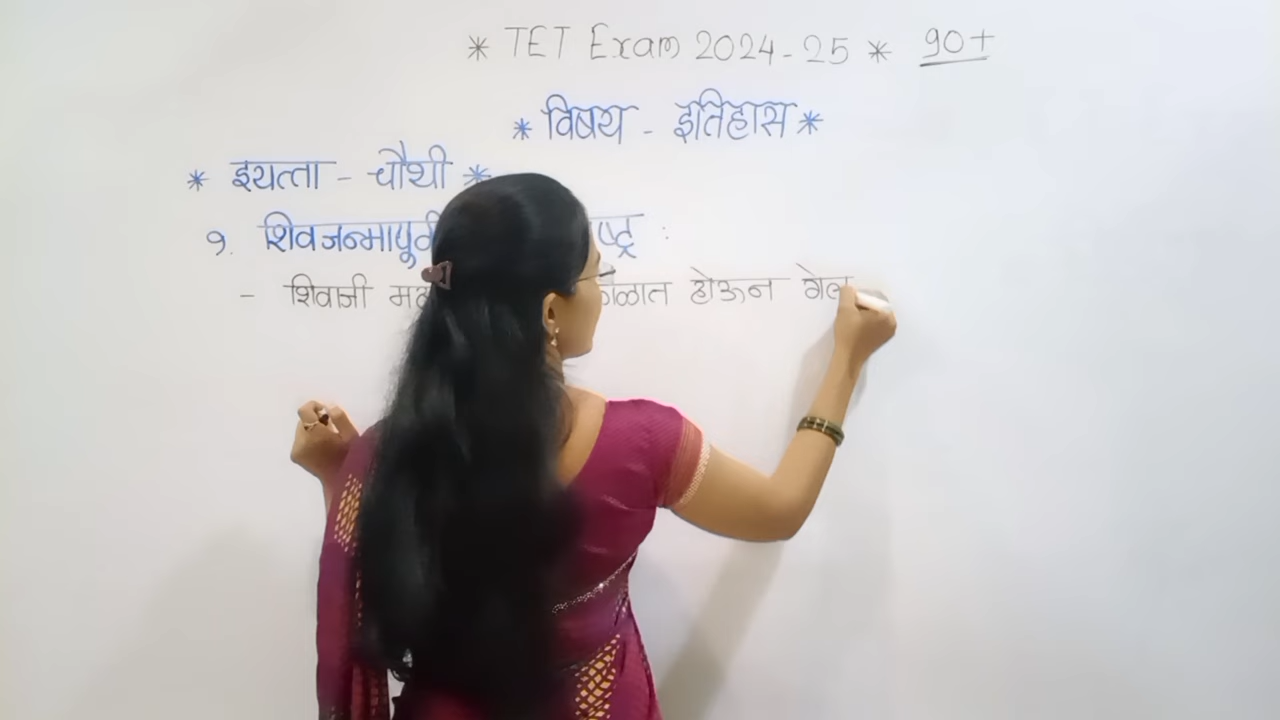 * TET Exam 2024-25 * 90+
* विषय - इतिहास *
* इयत्ता - चौथी *
१. शिवजन्मापूर्वी :
- शिवाजी होऊन